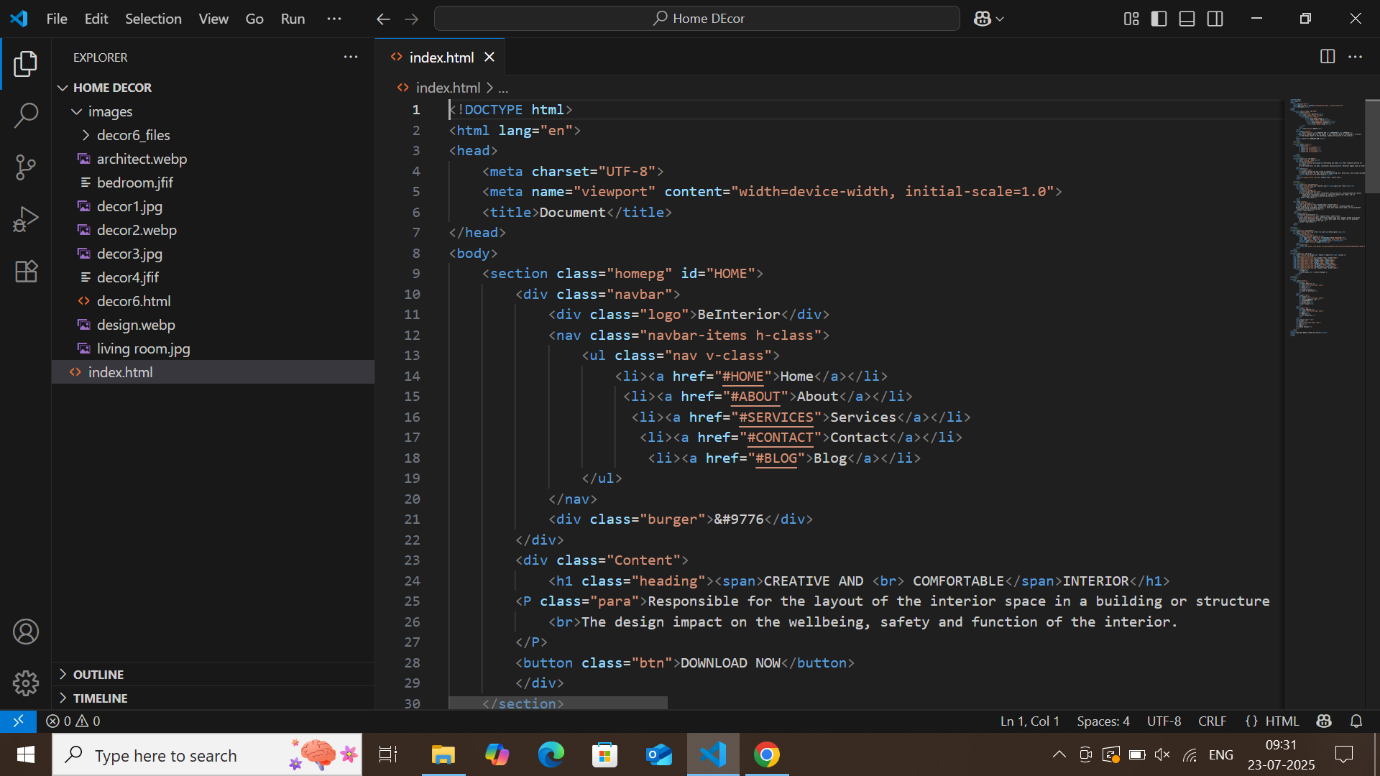 File Edit Selection View Go Run ···
Home DEcor
EXPLORER
HOME DECOR
images
decor6_files
architect.webp
bedroom.jfif
decor1.jpg
decor2.webp
decor3.jpg
decor4.jfif
decor6.html
design.webp
living room.jpg
index.html
OUTLINE
TIMELINE
index.html
index.html > ...
1 <!DOCTYPE html>
2 <html lang="en">
3 <head>
4 <meta charset="UTF-8">
5 <meta name="viewport" content="width=device-width, initial-scale=1.0">
6 <title>Document</title>
7 </head>
8 <body>
9 <section class="homepg" id="HOME">
10 <div class="navbar">
11 <div class="logo">BeInterior</div>
12 <nav class="navbar-items h-class">
13 <ul class="nav v-class">
14 <li><a href="#HOME">Home</a></li>
15 <li><a href="#ABOUT">About</a></li>
16 <li><a href="#SERVICES">Services</a></li>
17 <li><a href="#CONTACT">Contact</a></li>
18 <li><a href="#BLOG">Blog</a></li>
19 </ul>
20 </nav>
21 <div class="burger">&#9776</div>
22 </div>
23 <div class="Content">
24 <h1 class="heading"><span>CREATIVE AND <br> COMFORTABLE</span>INTERIOR</h1>
25 <P class="para">Responsible for the layout of the interior space in a building or structure
26 <br>The design impact on the wellbeing, safety and function of the interior.
27 </P>
28 <button class="btn">DOWNLOAD NOW</button>
29 </div>
30 </section>
0 0
Ln 1, Col 1 Spaces: 4 UTF-8 CRLF {} HTML
Type here to search
ENG
09:31
23-07-2025